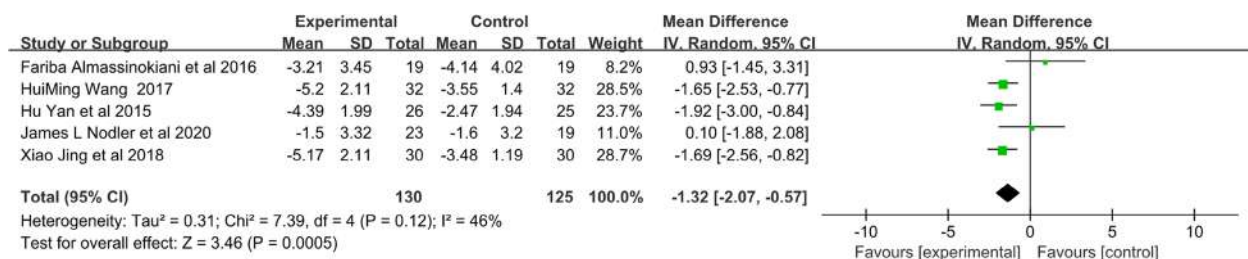 Experimental Control Mean Difference Mean Difference
Study or Subgroup Mean SD Total Mean SD Total Weight IV, Random, 95% CI IV, Random, 95% CI
Fariba Almassinokiani et al 2016 -3.21 3.45 19 -4.14 4.02 19 8.2% 0.93 [-1.45, 3.31]
HuiMing Wang 2017 -5.2 2.11 32 -3.55 1.4 32 28.5% -1.65 [-2.53, -0.77]
Hu Yan et al 2015 -4.39 1.99 26 -2.47 1.94 25 23.7% -1.92 [-3.00, -0.84]
James L Nodler et al 2020 -1.5 3.32 23 -1.6 3.2 19 11.0% 0.10 [-1.88, 2.08]
Xiao Jing et al 2018 -5.17 2.11 30 -3.48 1.19 30 28.7% -1.69 [-2.56, -0.82]
Total (95% CI) 130 125 100.0% -1.32 [-2.07, -0.57]
Heterogeneity: Tau² = 0.31; Chi² = 7.39, df = 4 (P = 0.12); I² = 46%
Test for overall effect: Z = 3.46 (P = 0.0005)
-10 -5 0 5 10
Favours [experimental] Favours [control]